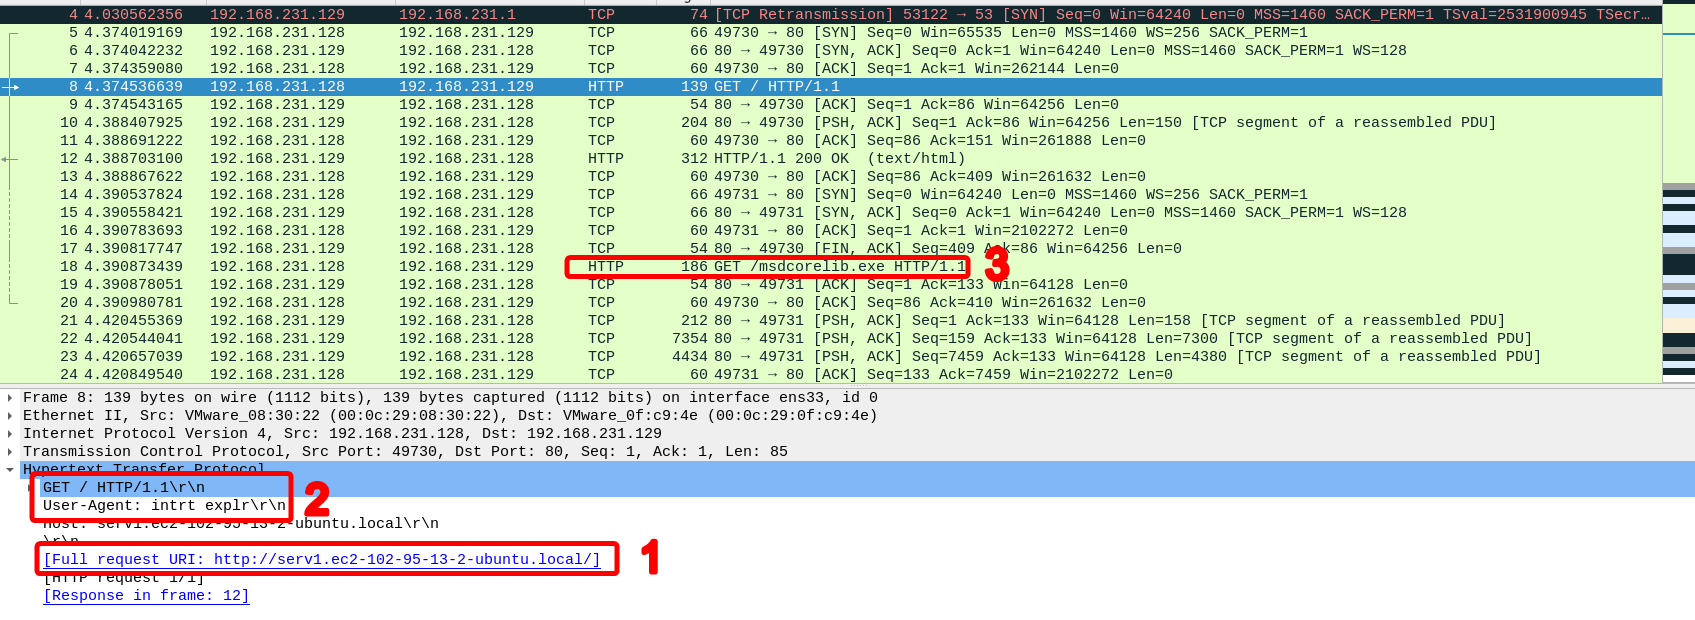 4 4.030562356 192.168.231.129 192.168.231.1 TCP 74 [TCP Retransmission] 53122 → 53 [SYN] Seq=0 Win=64240 Len=0 MSS=1460 SACK_PERM=1 TSval=2531900945 TSecr…
5 4.374019169 192.168.231.128 192.168.231.129 TCP 66 49730 → 80 [SYN] Seq=0 Win=65535 Len=0 MSS=1460 WS=256 SACK_PERM=1
6 4.374042232 192.168.231.129 192.168.231.128 TCP 66 80 → 49730 [SYN, ACK] Seq=0 Ack=1 Win=64240 Len=0 MSS=1460 SACK_PERM=1 WS=128
7 4.374359080 192.168.231.128 192.168.231.129 TCP 60 49730 → 80 [ACK] Seq=1 Ack=1 Win=262144 Len=0
8 4.374536639 192.168.231.128 192.168.231.129 HTTP 139 GET / HTTP/1.1
9 4.374543165 192.168.231.129 192.168.231.128 TCP 54 80 → 49730 [ACK] Seq=1 Ack=86 Win=64256 Len=0
10 4.388407925 192.168.231.129 192.168.231.128 TCP 204 80 → 49730 [PSH, ACK] Seq=1 Ack=86 Win=64256 Len=150 [TCP segment of a reassembled PDU]
11 4.388691222 192.168.231.128 192.168.231.129 TCP 60 49730 → 80 [ACK] Seq=86 Ack=151 Win=261888 Len=0
12 4.388703100 192.168.231.129 192.168.231.128 HTTP 312 HTTP/1.1 200 OK (text/html)
13 4.388867622 192.168.231.128 192.168.231.129 TCP 60 49730 → 80 [ACK] Seq=86 Ack=409 Win=261632 Len=0
14 4.390537824 192.168.231.128 192.168.231.129 TCP 66 49731 → 80 [SYN] Seq=0 Win=64240 Len=0 MSS=1460 WS=256 SACK_PERM=1
15 4.390558421 192.168.231.129 192.168.231.128 TCP 66 80 → 49731 [SYN, ACK] Seq=0 Ack=1 Win=64240 Len=0 MSS=1460 SACK_PERM=1 WS=128
16 4.390783693 192.168.231.128 192.168.231.129 TCP 60 49731 → 80 [ACK] Seq=1 Ack=1 Win=2102272 Len=0
17 4.390817747 192.168.231.129 192.168.231.128 TCP 54 80 → 49730 [FIN, ACK] Seq=409 Ack=86 Win=64256 Len=0
18 4.390873439 192.168.231.128 192.168.231.129 HTTP 186 GET /msdcorelib.exe HTTP/1.1 3
19 4.390878051 192.168.231.129 192.168.231.128 TCP 54 80 → 49731 [ACK] Seq=1 Ack=133 Win=64128 Len=0
20 4.390980781 192.168.231.128 192.168.231.129 TCP 60 49730 → 80 [ACK] Seq=86 Ack=410 Win=261632 Len=0
21 4.420455369 192.168.231.129 192.168.231.128 TCP 212 80 → 49731 [PSH, ACK] Seq=1 Ack=133 Win=64128 Len=158 [TCP segment of a reassembled PDU]
22 4.420544041 192.168.231.129 192.168.231.128 TCP 7354 80 → 49731 [PSH, ACK] Seq=159 Ack=133 Win=64128 Len=7300 [TCP segment of a reassembled PDU]
23 4.420657039 192.168.231.129 192.168.231.128 TCP 4434 80 → 49731 [PSH, ACK] Seq=7459 Ack=133 Win=64128 Len=4380 [TCP segment of a reassembled PDU]
24 4.420849540 192.168.231.128 192.168.231.129 TCP 60 49731 → 80 [ACK] Seq=133 Ack=7459 Win=2102272 Len=0
Frame 8: 139 bytes on wire (1112 bits), 139 bytes captured (1112 bits) on interface ens33, id 0
Ethernet II, Src: VMware_08:30:22 (00:0c:29:08:30:22), Dst: VMware_0f:c9:4e (00:0c:29:0f:c9:4e)
Internet Protocol Version 4, Src: 192.168.231.128, Dst: 192.168.231.129
Transmission Control Protocol, Src Port: 49730, Dst Port: 80, Seq: 1, Ack: 1, Len: 85
Hypertext Transfer Protocol
GET / HTTP/1.1\r\n
User-Agent: intrt explr\r\n 2
Host: serv1.ec2-102-95-13-2-ubuntu.local\r\n
\r\n
[Full request URI: http://serv1.ec2-102-95-13-2-ubuntu.local/] 1
[HTTP request 1/1]
[Response in frame: 12]